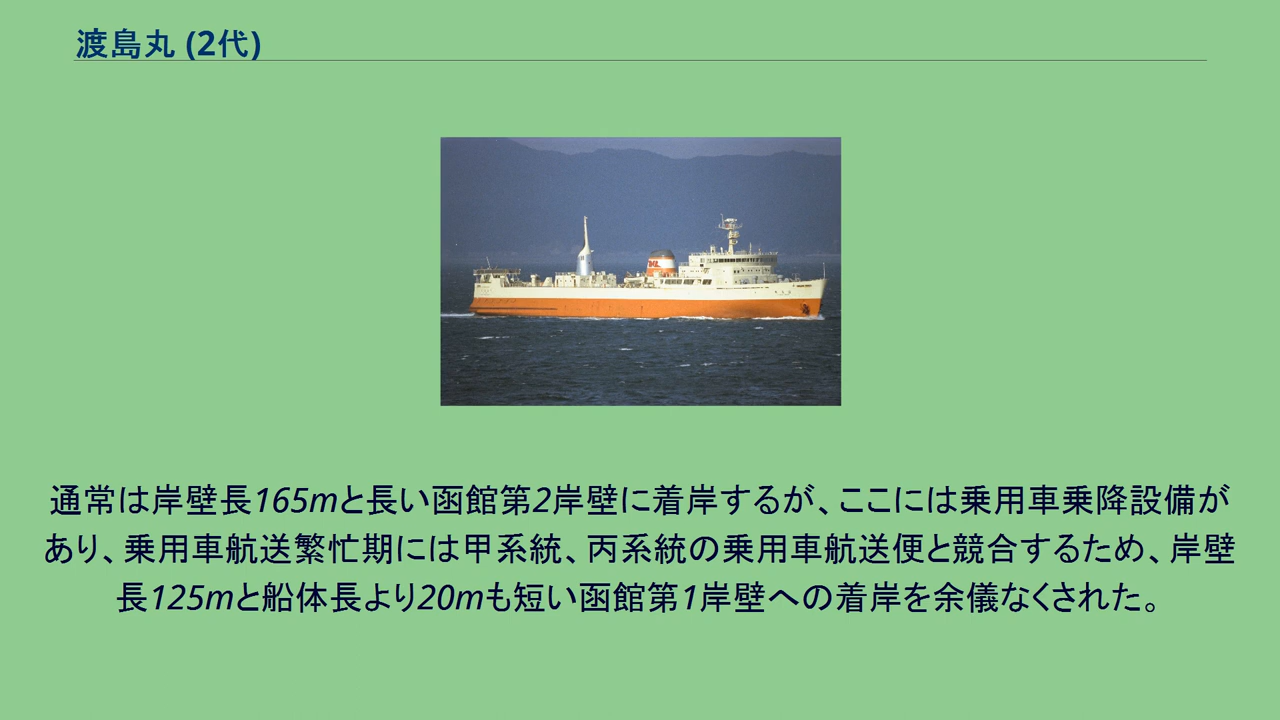 渡島丸 (2代)
通常は岸壁長165mと長い函館第2岸壁に着岸するが、ここには乗用車乗降設備が
あり、乗用車航送繁忙期には甲系統、丙系統の乗用車航送便と競合するため、岸壁
長125mと船体長より20mも短い函館第1岸壁への着岸を余儀なくされた。